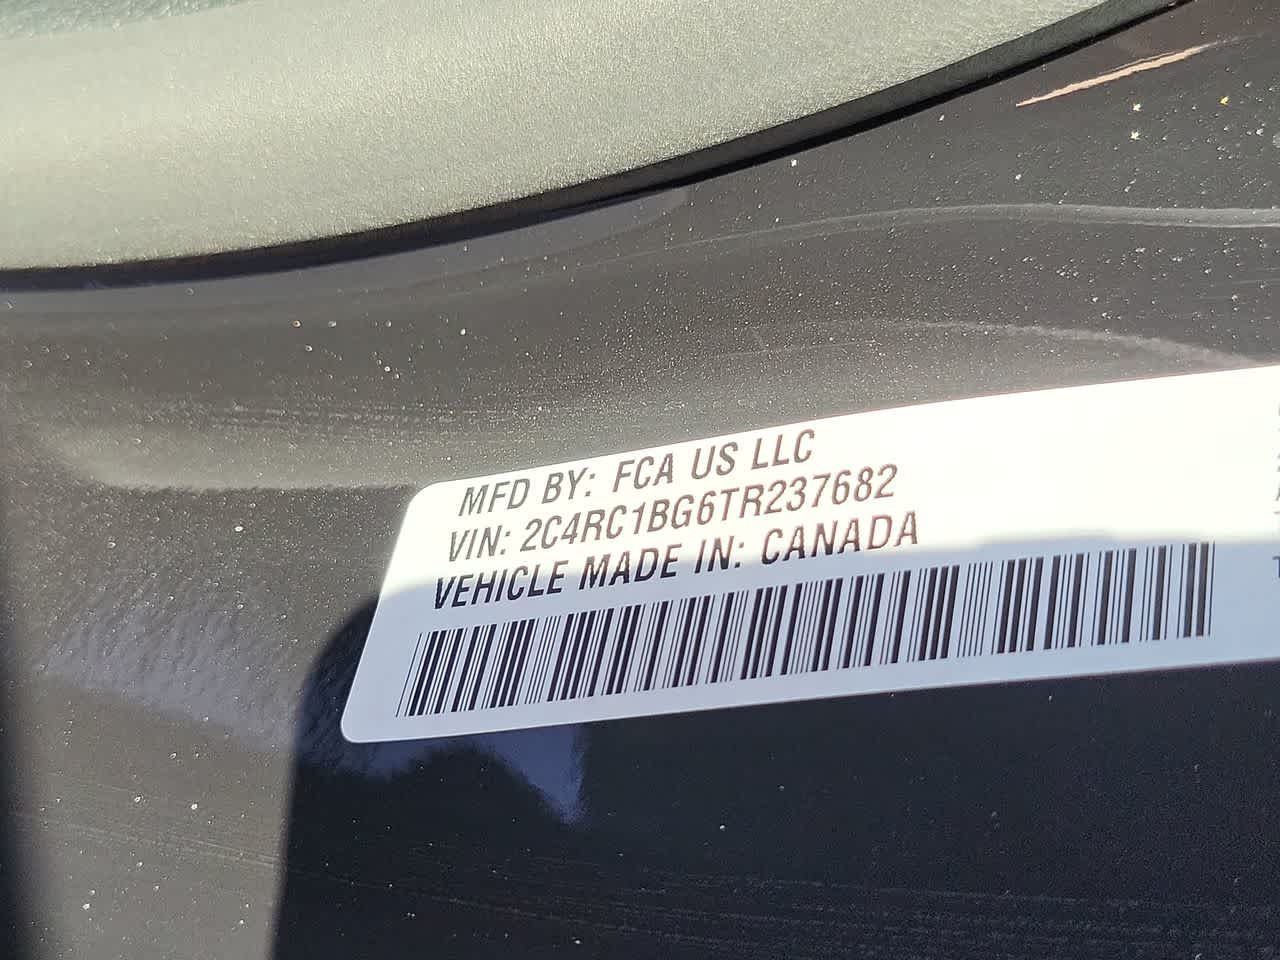 MFD BY: FCA US LLC
VIN: 2C4RC1BG6TR237682
VEHICLE MADE IN: CANADA